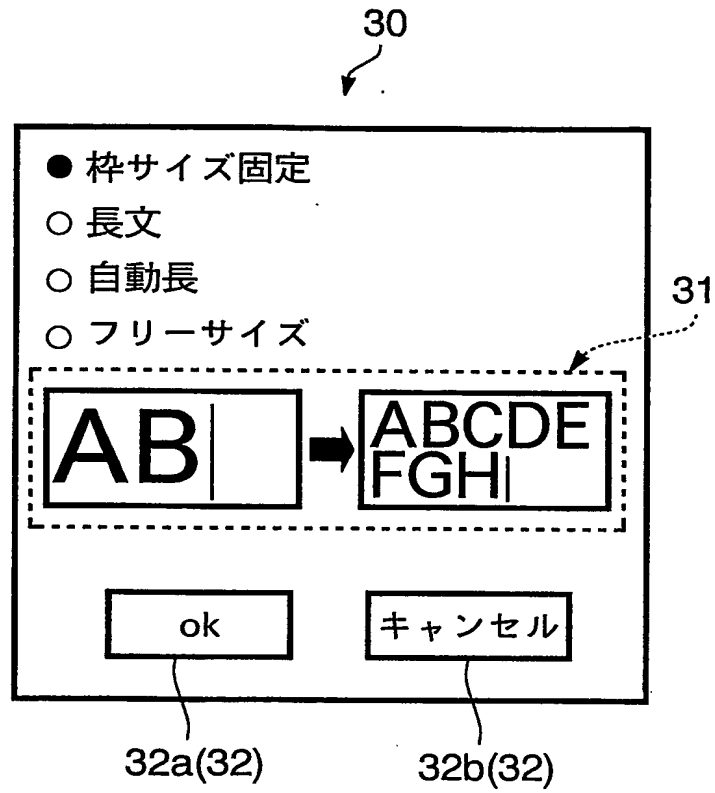 30
● 枠サイズ固定
○ 長文
○ 自動長
○ フリーサイズ
31
AB
ABCDE
FGH
ok
キャンセル
32a(32)
32b(32)